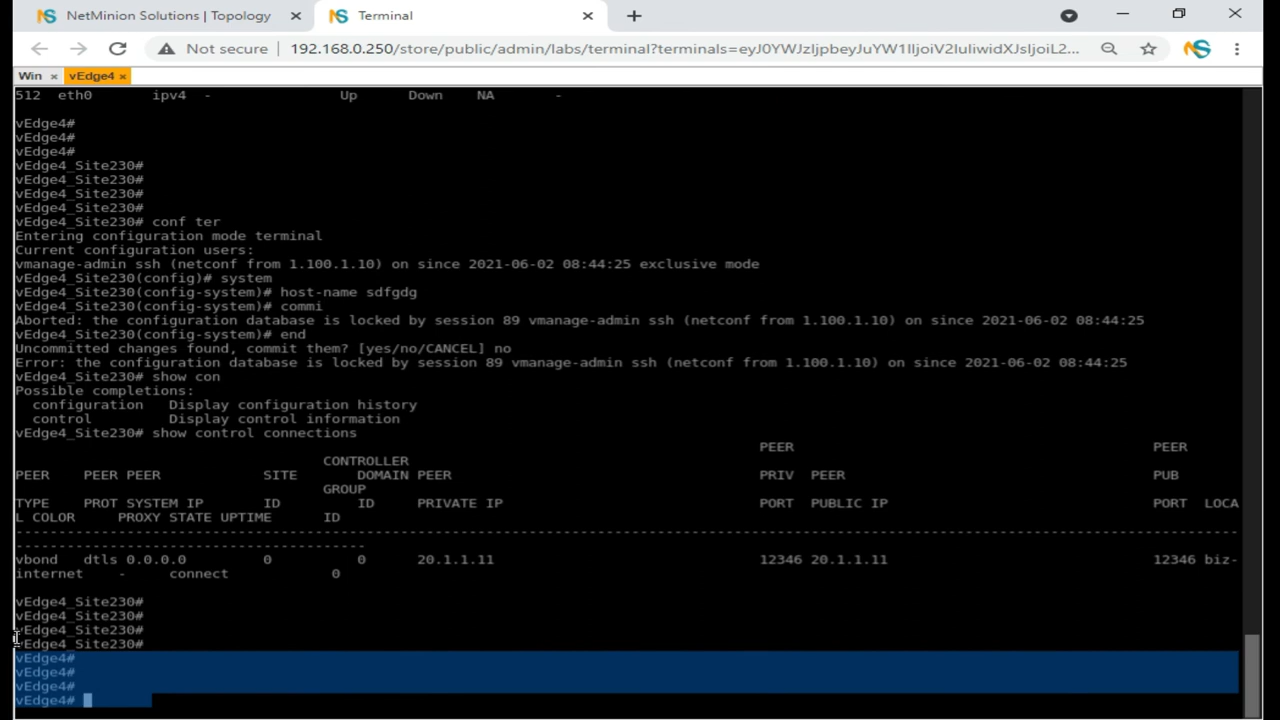 NetMinion Solutions | Topology
Terminal
Not secure 192.168.0.250/store/public/admin/labs/terminal?terminals=
Win vEdge4
512 eth0 ipv4 - Up Down NA -
vEdge4#
vEdge4#
vEdge4#
vEdge4_Site230#
vEdge4_Site230#
vEdge4_Site230#
vEdge4_Site230#
vEdge4_Site230# conf ter
Entering configuration mode terminal
Current configuration users:
vmanage-admin ssh (netconf from 1.100.1.10) on since 2021-06-02 08:44:25 exclusive mode
vEdge4_Site230(config)# system
vEdge4_Site230(config-system)# host-name sdfgdg
vEdge4_Site230(config-system)# commi
Aborted: the configuration database is locked by session 89 vmanage-admin ssh (netconf from 1.100.1.10) on since 2021-06-02 08:44:25
vEdge4_Site230(config-system)# end
Uncommitted changes found, commit them? [yes/no/CANCEL] no
Error: the configuration database is locked by session 89 vmanage-admin ssh (netconf from 1.100.1.10) on since 2021-06-02 08:44:25
vEdge4_Site230# show con
Possible completions:
configuration Display configuration history
control Display control information
vEdge4_Site230# show control connections
PEER PEER
CONTROLLER
PEER PEER PEER SITE DOMAIN PEER PRIV PEER PUB
GROUP
TYPE PROT SYSTEM IP ID ID PRIVATE IP PORT PUBLIC IP PORT LOCA
L COLOR PROXY STATE UPTIME ID
----------------------------------------------------------------------------------------------------------------------------------------------
-----------------------------------------
vbond dtls 0.0.0.0 0 0 20.1.1.11 12346 20.1.1.11 12346 biz-
internet - connect 0
vEdge4_Site230#
vEdge4_Site230#
vEdge4_Site230#
vEdge4_Site230#
vEdge4#
vEdge4#
vEdge4#
vEdge4#